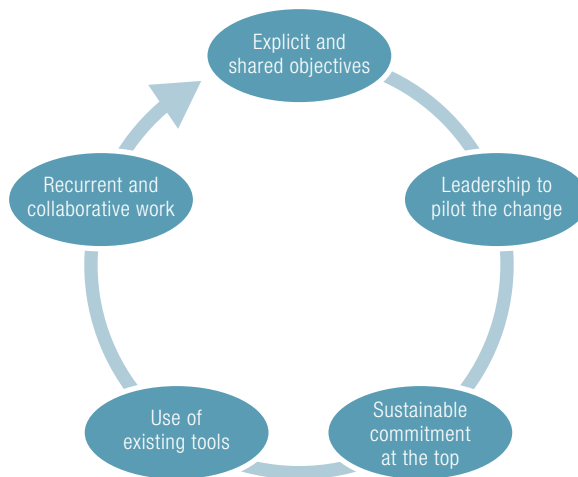 Explicit and
shared objectives
Leadership to
pilot the change
Sustainable
commitment
at the top
Use of
existing tools
Recurrent and
collaborative work